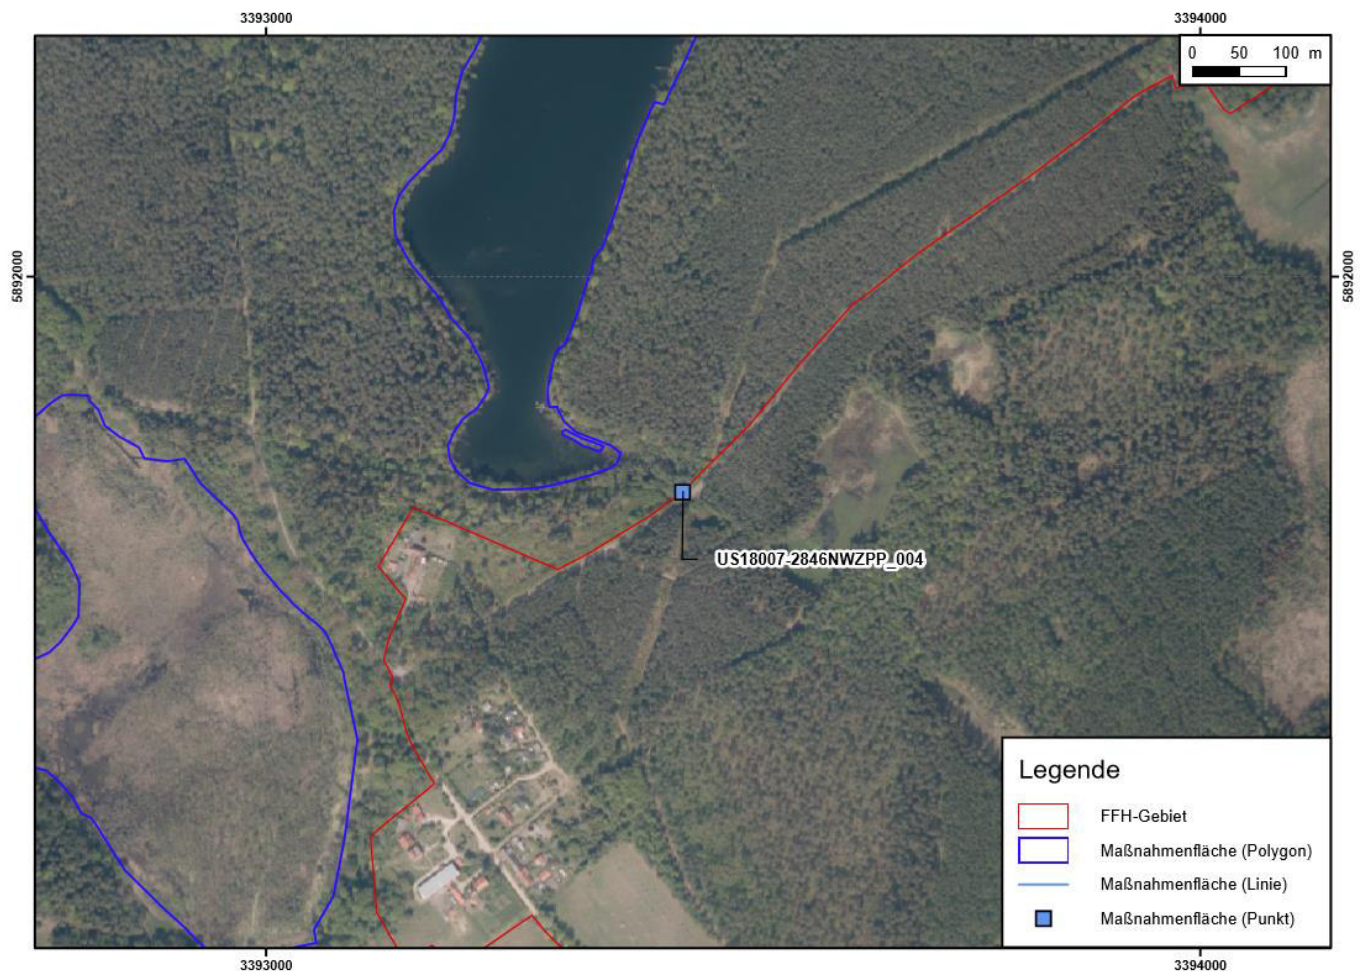 3393000
3394000
0 50 100 m
5892000
5892000
US18007-2846NWZPP_004
Legende
FFH-Gebiet
Maßnahmenfläche (Polygon)
Maßnahmenfläche (Linie)
Maßnahmenfläche (Punkt)
3393000
3394000